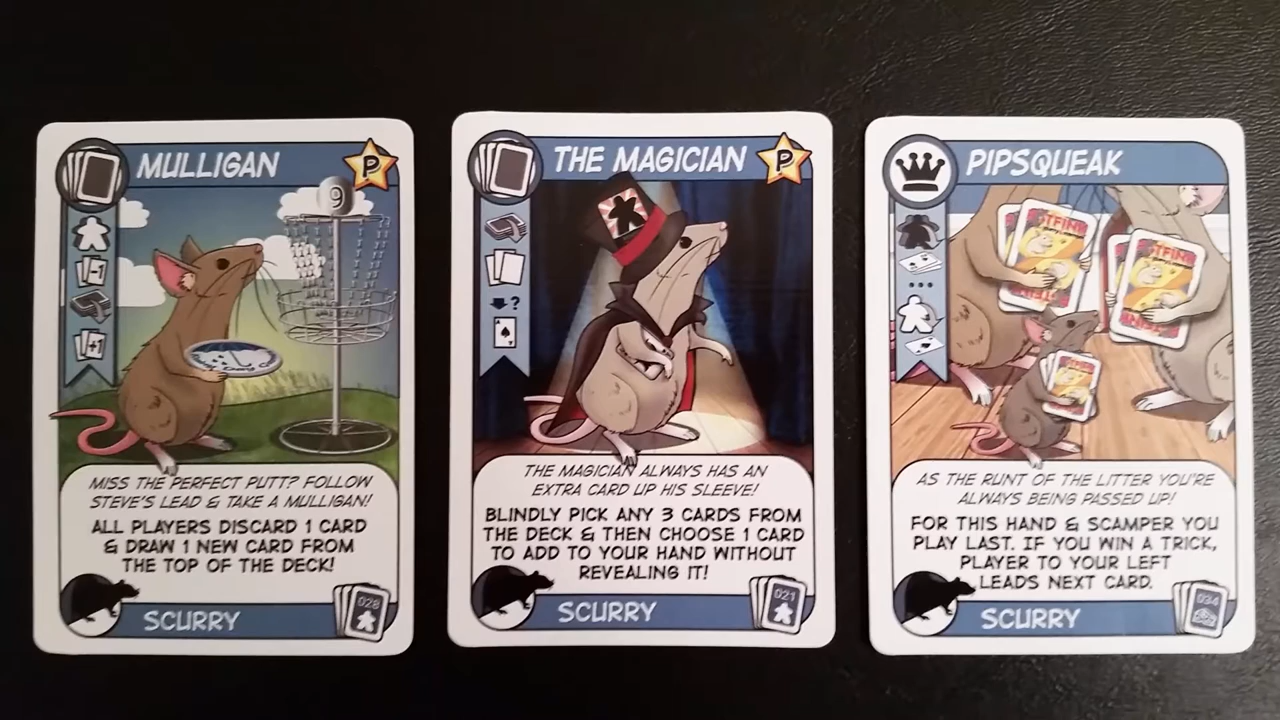 MULLIGAN
P
9
-1
+1
MISS THE PERFECT PUTT? FOLLOW
STEVE'S LEAD & TAKE A MULLIGAN!
ALL PLAYERS DISCARD 1 CARD
& DRAW 1 NEW CARD FROM
THE TOP OF THE DECK!
SCURRY
028
THE MAGICIAN
P
?
THE MAGICIAN ALWAYS HAS AN
EXTRA CARD UP HIS SLEEVE!
BLINDLY PICK ANY 3 CARDS FROM
THE DECK & THEN CHOOSE 1 CARD
TO ADD TO YOUR HAND WITHOUT
REVEALING IT!
SCURRY
021
PIPSQUEAK
AS THE RUNT OF THE LITTER YOU'RE
ALWAYS BEING PASSED UP!
FOR THIS HAND & SCAMPER YOU
PLAY LAST. IF YOU WIN A TRICK,
PLAYER TO YOUR LEFT
LEADS NEXT CARD.
SCURRY
034